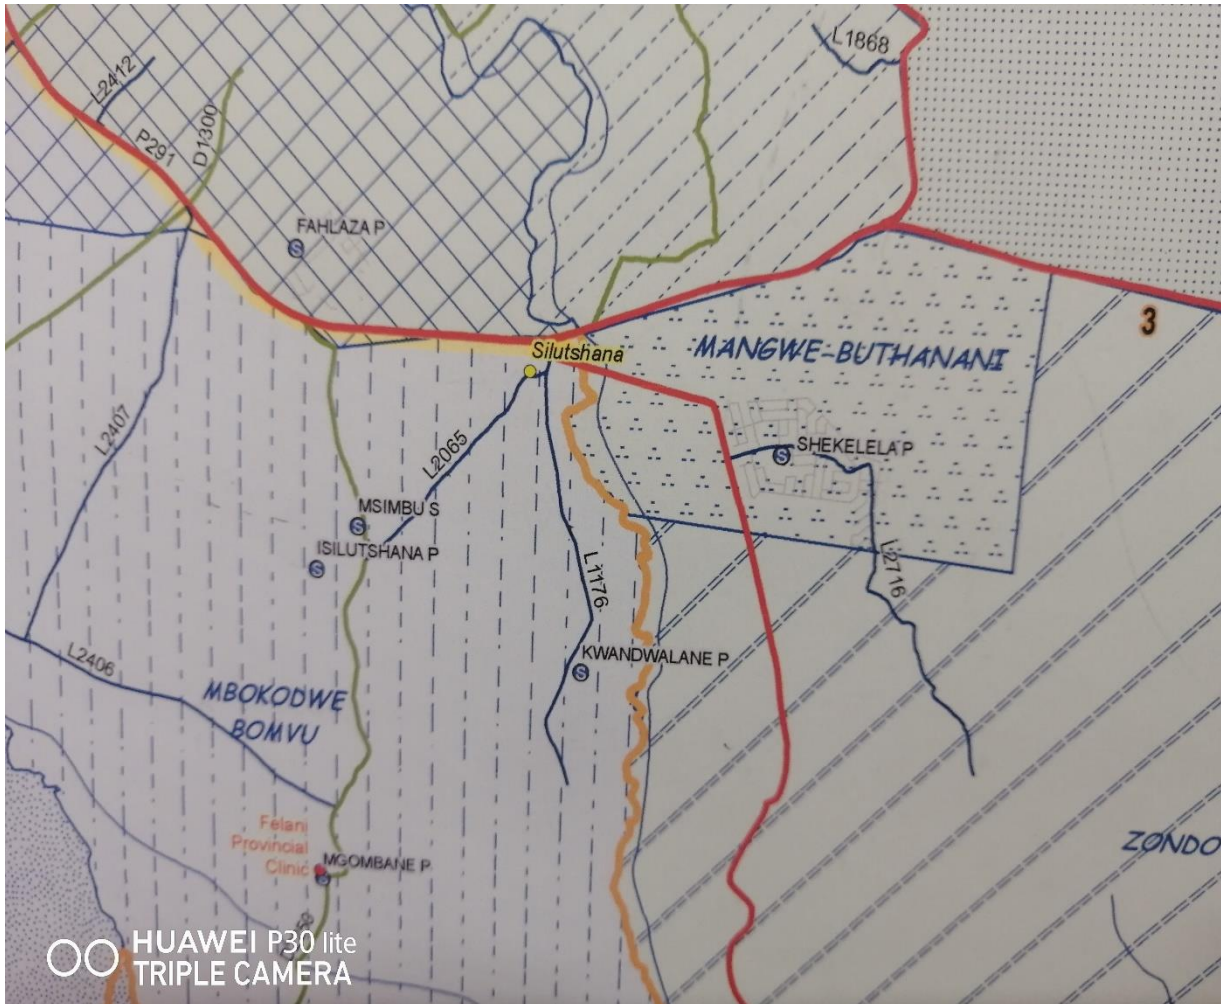 L1868
L2412
P291
D1300
FAHLAZA P
3
Silutshana
MANGWE-BUTHANANI
L2407
L2065
SHEKELELA P
MSIMBU S
ISILUTSHANA P
L1176
L2716
KWANDWALANE P
L2406
MBOKODWE
BOMVU
Felani
Provincial
Clinic
MGOMBANE P
ZONDO
HUAWEI P30 lite
TRIPLE CAMERA